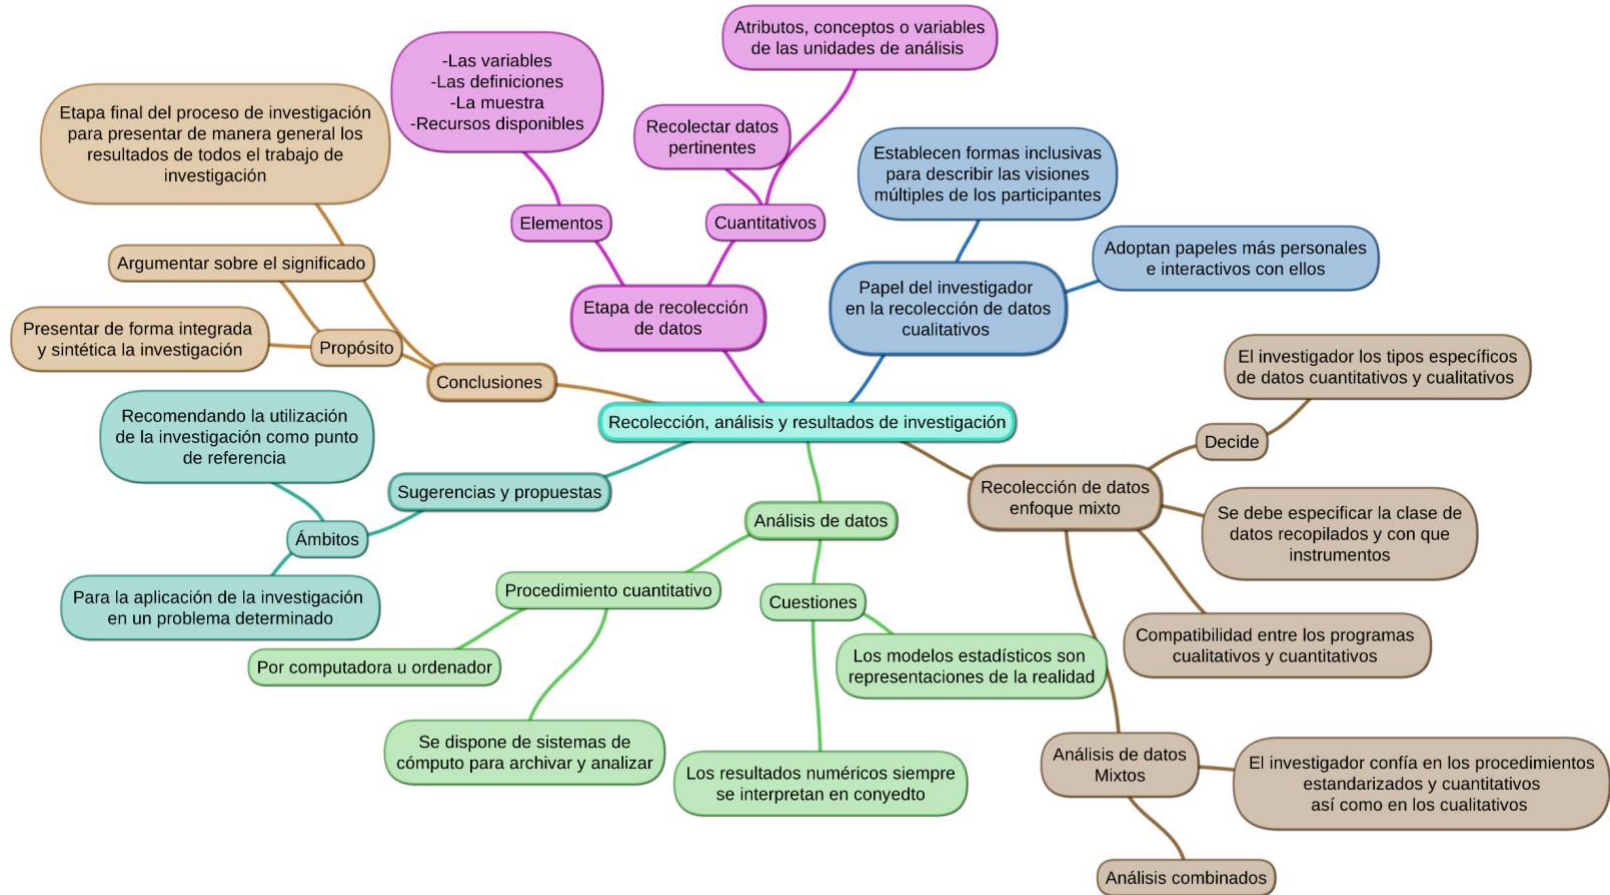 Atributos, conceptos o variables
de las unidades de análisis
-Las variables
-Las definiciones
-La muestra
-Recursos disponibles
Etapa final del proceso de investigación
para presentar de manera general los
resultados de todos el trabajo de
investigación
Recolectar datos
pertinentes
Establecen formas inclusivas
para describir las visiones
múltiples de los participantes
Elementos
Cuantitativos
Argumentar sobre el significado
Adoptan papeles más personales
e interactivos con ellos
Etapa de recolección
de datos
Papel del investigador
en la recolección de datos
cualitativos
Presentar de forma integrada
y sintética la investigación
Propósito
Conclusiones
El investigador los tipos específicos
de datos cuantitativos y cualitativos
Recolección, análisis y resultados de investigación
Recomendando la utilización
de la investigación como punto
de referencia
Decide
Sugerencias y propuestas
Recolección de datos
enfoque mixto
Análisis de datos
Se debe especificar la clase de
datos recopilados y con que
instrumentos
Ámbitos
Para la aplicación de la investigación
en un problema determinado
Procedimiento cuantitativo
Cuestiones
Compatibilidad entre los programas
cualitativos y cuantitativos
Por computadora u ordenador
Los modelos estadísticos son
representaciones de la realidad
Se dispone de sistemas de
cómputo para archivar y analizar
Los resultados numéricos siempre
se interpretan en conyedto
Análisis de datos
Mixtos
El investigador confía en los procedimientos
estandarizados y cuantitativos
así como en los cualitativos
Análisis combinados